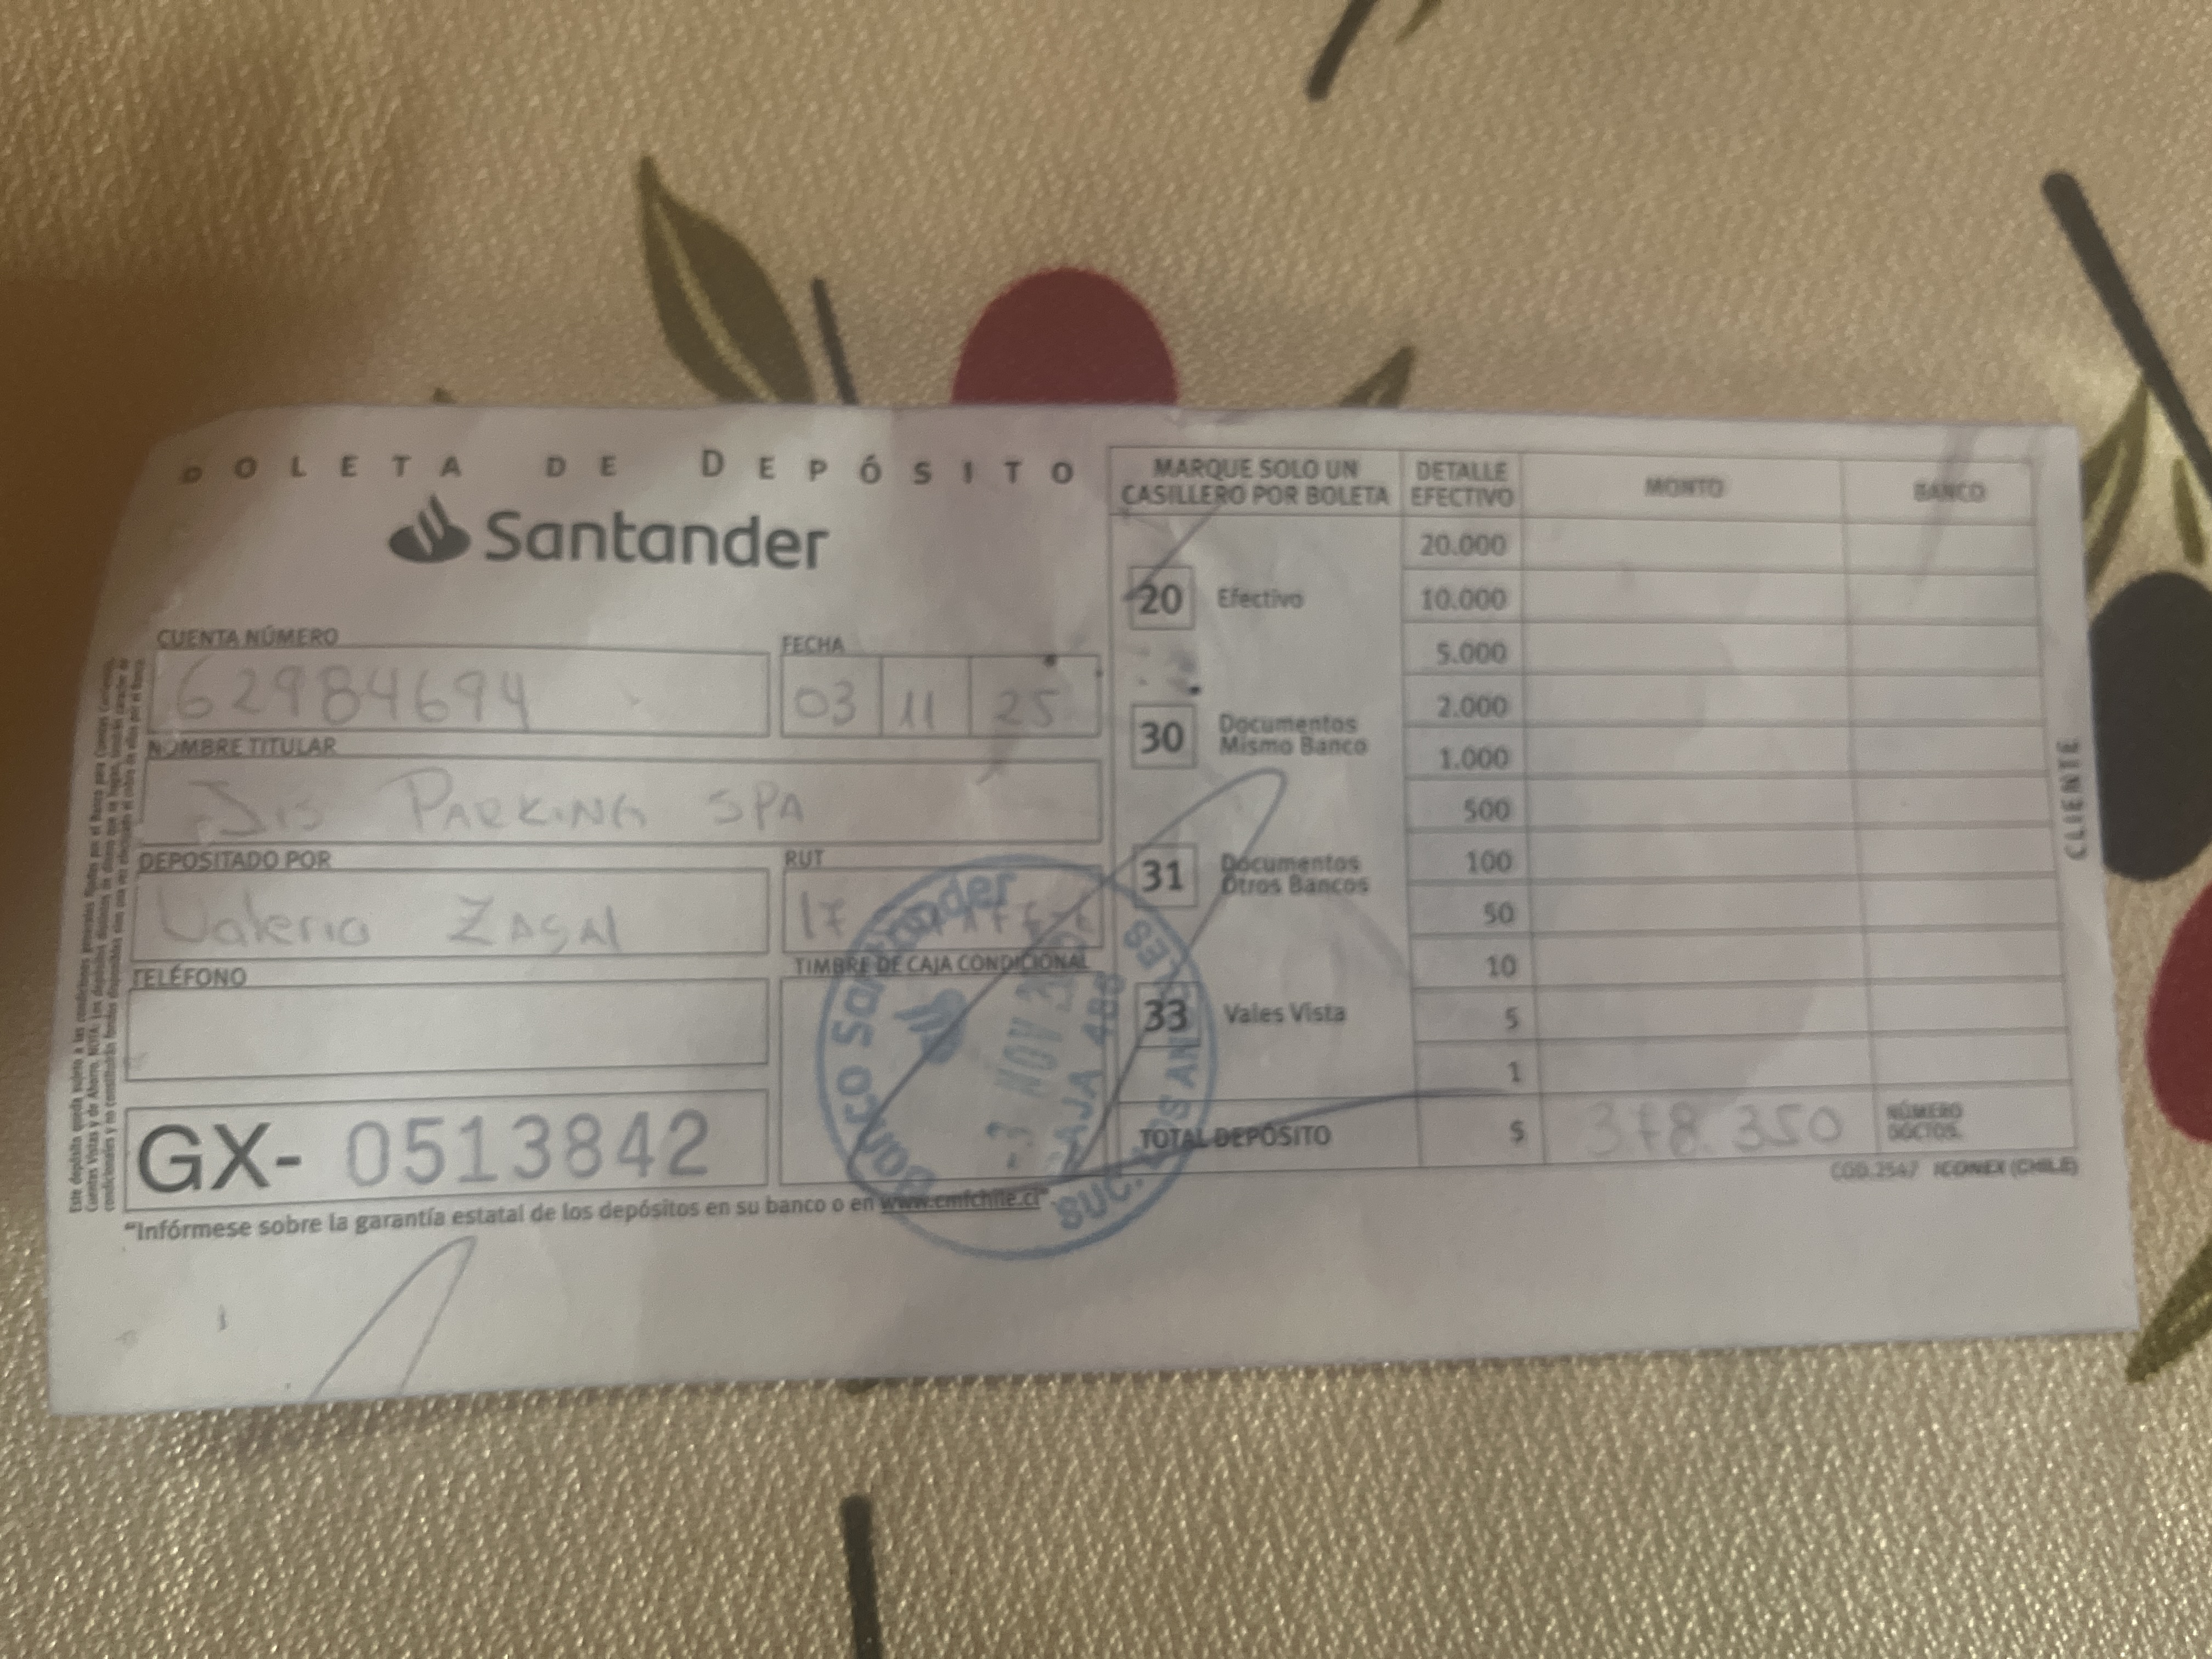 BOLETA DE DEPÓSITO
Santander
CUENTA NÚMERO
62984694
FECHA
03 11 25
NOMBRE TITULAR
JIS PARKING SPA
DEPOSITADO POR
Valeria ZAGAl
RUT
17
TELÉFONO
TIMBRE DE CAJA CONDICIONAL
GX- 0513842
"Infórmese sobre la garantía estatal de los depósitos en su banco o en www.cmfchile.cl"
Banco Santander
-3 NOV
CAJA
SUC. LOS ANGELES
MARQUE SOLO UN
CASILLERO POR BOLETA
20 Efectivo
30 Documentos
Mismo Banco
31 Documentos
Otros Bancos
33 Vales Vista
DETALLE
EFECTIVO
MONTO
BANCO
20.000
10.000
5.000
2.000
1.000
500
100
50
10
5
1
TOTAL DEPÓSITO $ 378.350
NÚMERO
DOCTOS.
COD.2547 ICONEX (CHILE)
CLIENTE